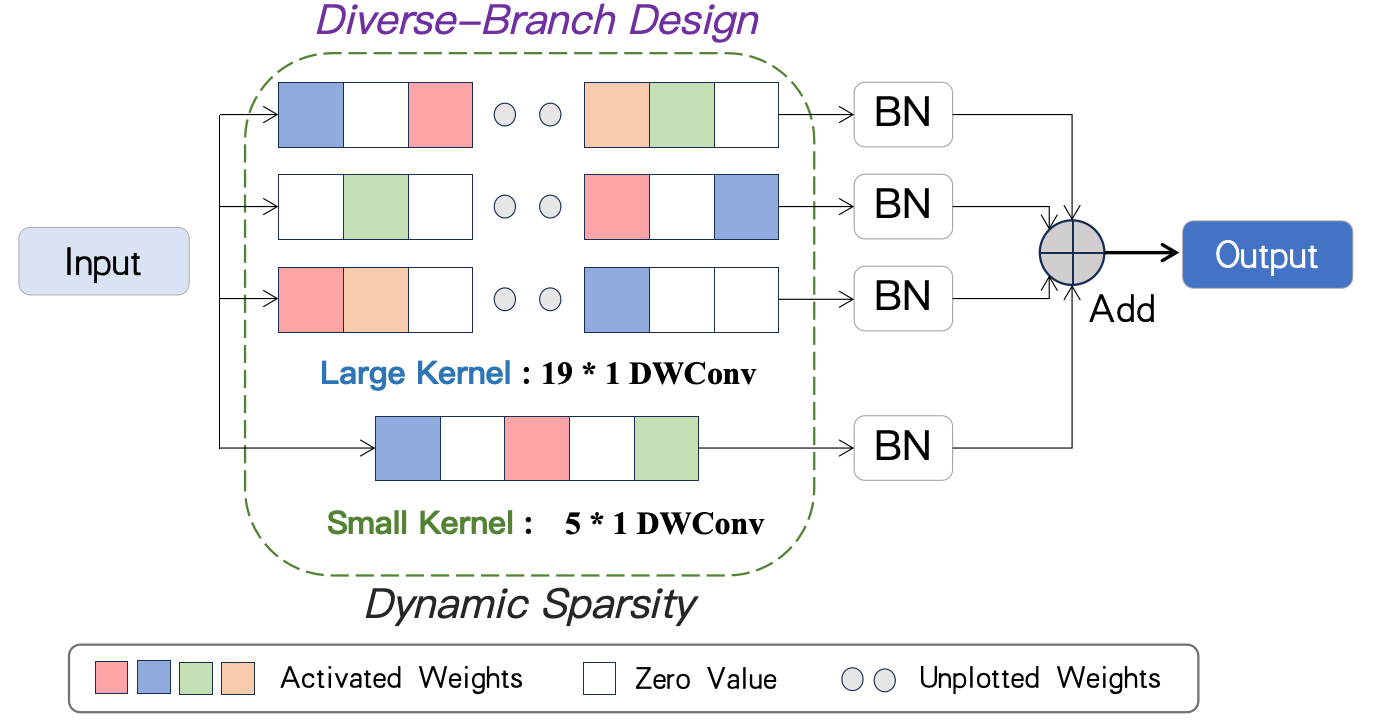 Diverse–Branch Design
BN
BN
Input
Output
BN
Add
Large Kernel : 19 * 1 DWConv
BN
Small Kernel : 5 * 1 DWConv
Dynamic Sparsity
Activated Weights
Zero Value
Unplotted Weights